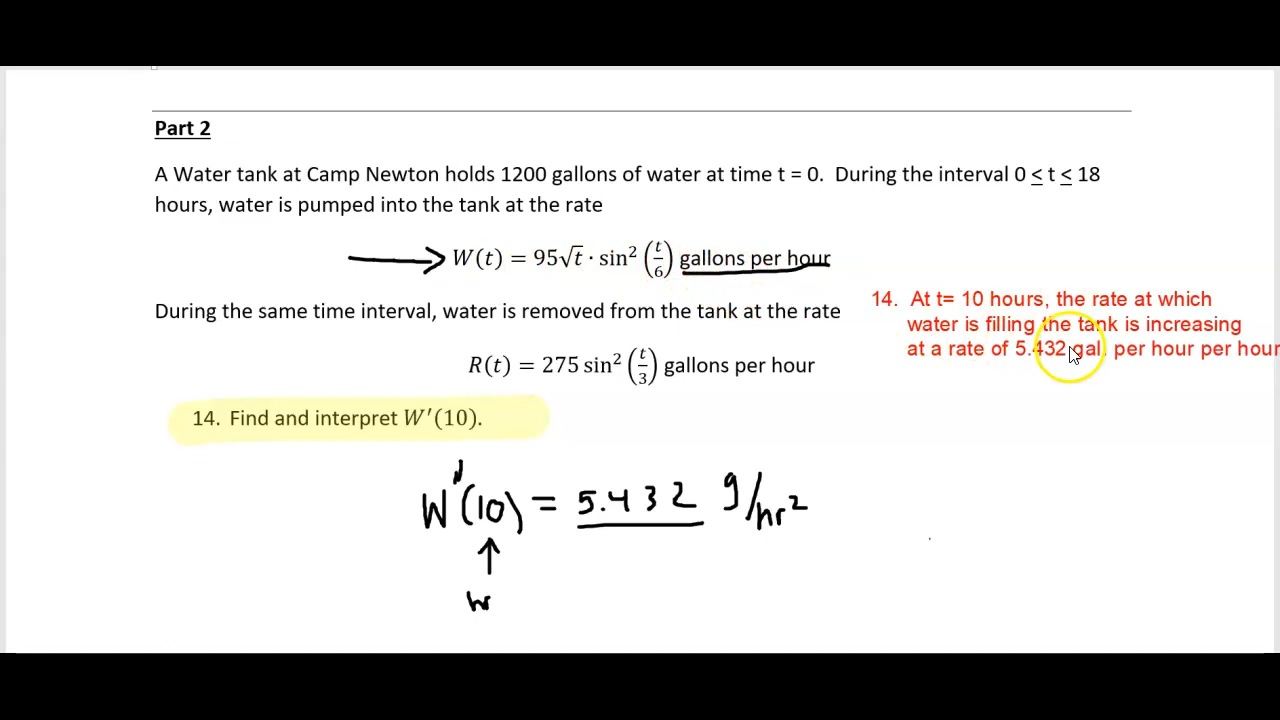 Part 2
A Water tank at Camp Newton holds 1200 gallons of water at time t = 0.  During the interval 0 ≤ t ≤ 18
hours, water is pumped into the tank at the rate
W(t) = 95√t · sin² (t/6) gallons per hour
During the same time interval, water is removed from the tank at the rate
R(t) = 275 sin² (t/3) gallons per hour
14.  At t= 10 hours, the rate at which
water is filling the tank is increasing
at a rate of 5.432 gal. per hour per hour
14.  Find and interpret W′(10).
W'(10) = 5.432 g/hr²
hr